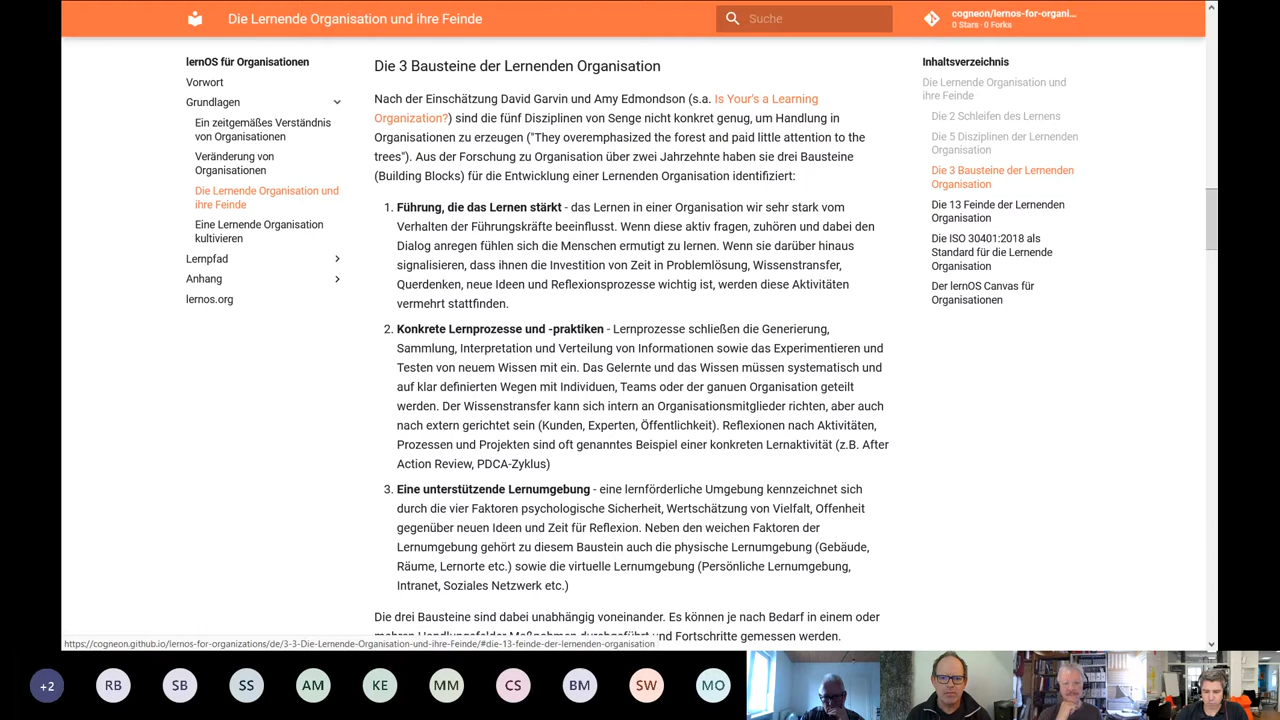 Die Lernende Organisation und ihre Feinde
Suche
cogneon/lernos-for-organi...
0 Stars · 0 Forks
lernOS für Organisationen
Vorwort
Grundlagen
Ein zeitgemäßes Verständnis
von Organisationen
Veränderung von
Organisationen
Die Lernende Organisation und
ihre Feinde
Eine Lernende Organisation
kultivieren
Lernpfad
Anhang
lernos.org
Die 3 Bausteine der Lernenden Organisation
Nach der Einschätzung David Garvin und Amy Edmondson (s.a. Is Your's a Learning
Organization?) sind die fünf Disziplinen von Senge nicht konkret genug, um Handlung in
Organisationen zu erzeugen ("They overemphasized the forest and paid little attention to the
trees"). Aus der Forschung zu Organisation über zwei Jahrzehnte haben sie drei Bausteine
(Building Blocks) für die Entwicklung einer Lernenden Organisation identifiziert:
1. Führung, die das Lernen stärkt - das Lernen in einer Organisation wir sehr stark vom
Verhalten der Führungskräfte beeinflusst. Wenn diese aktiv fragen, zuhören und dabei den
Dialog anregen fühlen sich die Menschen ermutigt zu lernen. Wenn sie darüber hinaus
signalisieren, dass ihnen die Investition von Zeit in Problemlösung, Wissenstransfer,
Querdenken, neue Ideen und Reflexionsprozesse wichtig ist, werden diese Aktivitäten
vermehrt stattfinden.
2. Konkrete Lernprozesse und -praktiken - Lernprozesse schließen die Generierung,
Sammlung, Interpretation und Verteilung von Informationen sowie das Experimentieren und
Testen von neuem Wissen mit ein. Das Gelernte und das Wissen müssen systematisch und
auf klar definierten Wegen mit Individuen, Teams oder der ganuen Organisation geteilt
werden. Der Wissenstransfer kann sich intern an Organisationsmitglieder richten, aber auch
nach extern gerichtet sein (Kunden, Experten, Öffentlichkeit). Reflexionen nach Aktivitäten,
Prozessen und Projekten sind oft genanntes Beispiel einer konkreten Lernaktivität (z.B. After
Action Review, PDCA-Zyklus)
3. Eine unterstützende Lernumgebung - eine lernförderliche Umgebung kennzeichnet sich
durch die vier Faktoren psychologische Sicherheit, Wertschätzung von Vielfalt, Offenheit
gegenüber neuen Ideen und Zeit für Reflexion. Neben den weichen Faktoren der
Lernumgebung gehört zu diesem Baustein auch die physische Lernumgebung (Gebäude,
Räume, Lernorte etc.) sowie die virtuelle Lernumgebung (Persönliche Lernumgebung,
Intranet, Soziales Netzwerk etc.)
Die drei Bausteine sind dabei unabhängig voneinander. Es können je nach Bedarf in einem oder
mehren Handlungsfelder Maßnahmen durchgeführt und Fortschritte gemessen werden.
Inhaltsverzeichnis
Die Lernende Organisation und
ihre Feinde
Die 2 Schleifen des Lernens
Die 5 Disziplinen der Lernenden
Organisation
Die 3 Bausteine der Lernenden
Organisation
Die 13 Feinde der Lernenden
Organisation
Die ISO 30401:2018 als
Standard für die Lernende
Organisation
Der lernOS Canvas für
Organisationen
https://cogneon.github.io/lernos-for-organizations/de/3-3-Die-Lernende-Organisation-und-ihre-Feinde/#die-13-feinde-der-lernenden-organisation
+2 RB SB SS AM KE MM CS BM SW MO